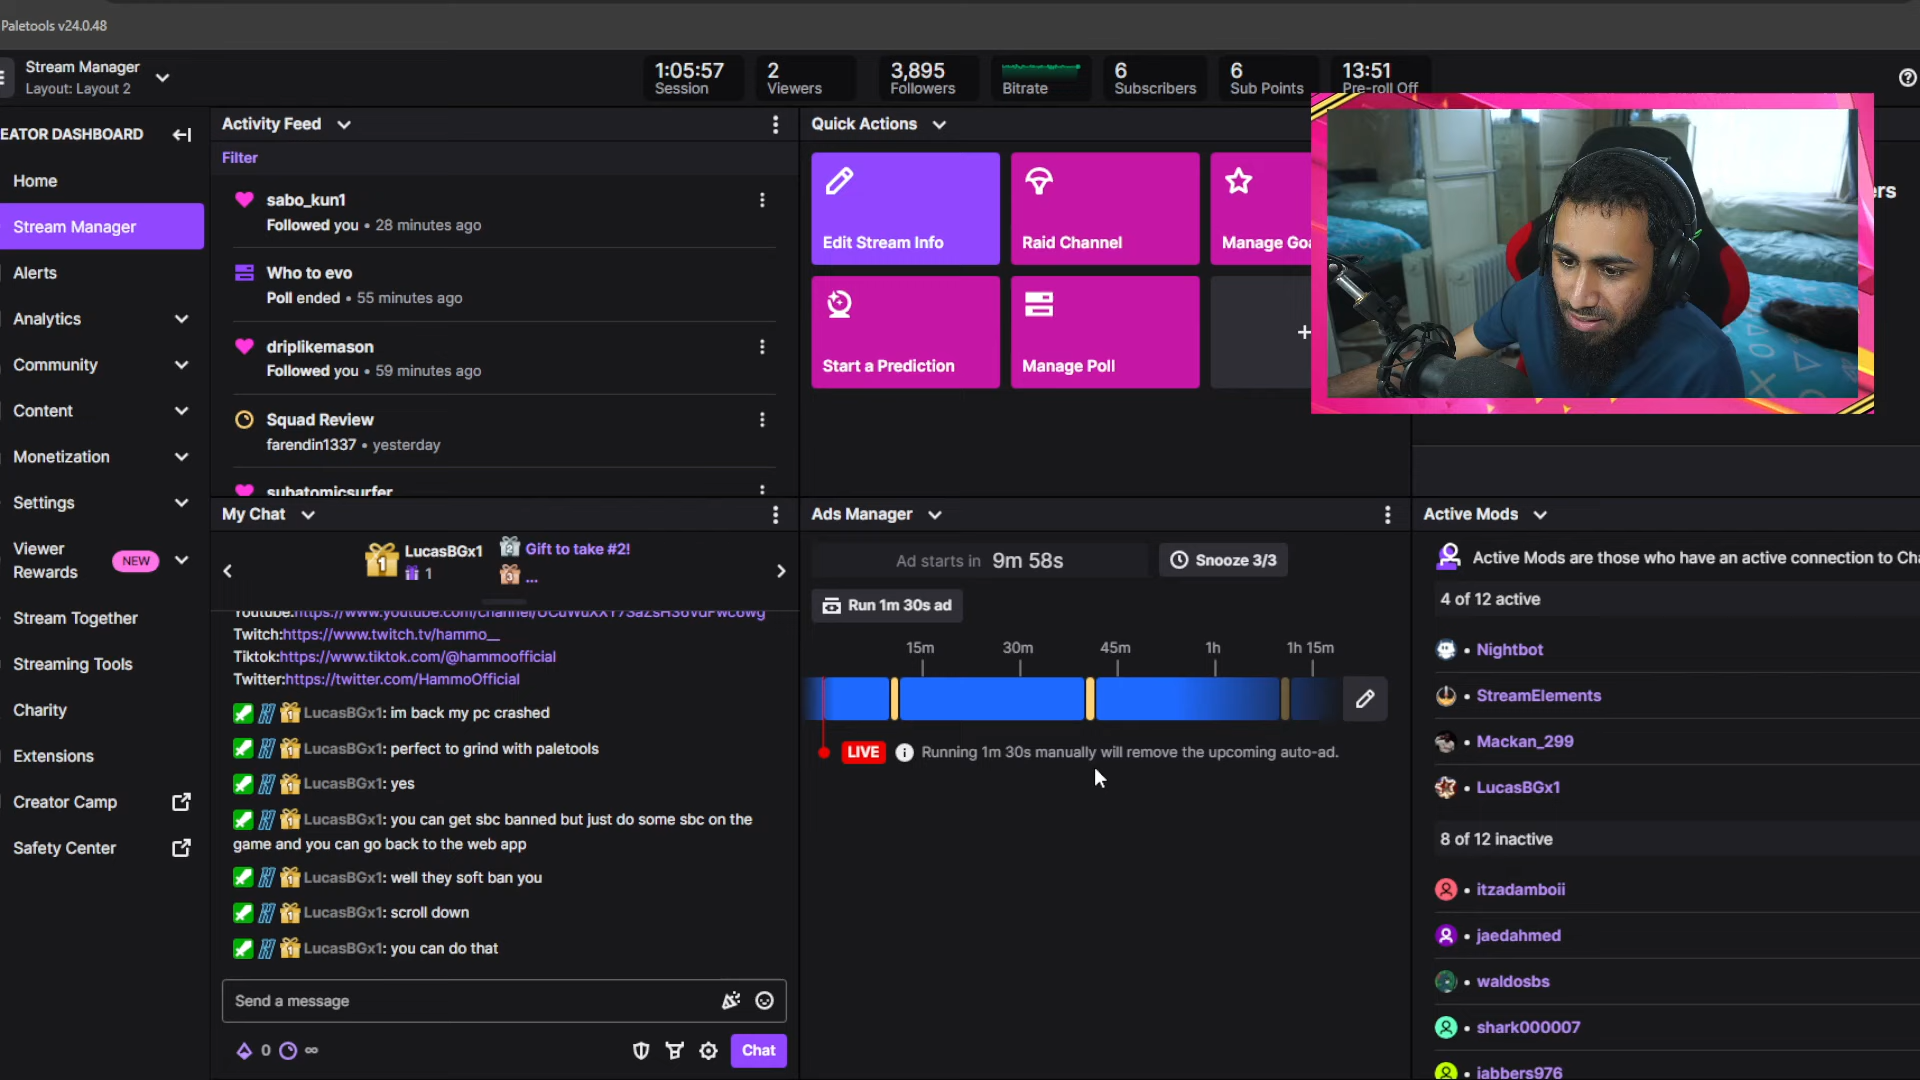 Paletools v24.0.48
Stream Manager
Layout: Layout 2
1:05:57
Session
2
Viewers
3,895
Followers
Bitrate
6
Subscribers
6
Sub Points
13:51
Pre-roll Off
EATOR DASHBOARD
Home
Stream Manager
Alerts
Analytics
Community
Content
Monetization
Settings
Viewer
Rewards
NEW
Stream Together
Streaming Tools
Charity
Extensions
Creator Camp
Safety Center
Activity Feed
Filter
sabo_kun1
Followed you • 28 minutes ago
Who to evo
Poll ended • 55 minutes ago
driplikemason
Followed you • 59 minutes ago
Squad Review
farendin1337 • yesterday
subatomicsurfer
Quick Actions
Edit Stream Info
Raid Channel
Manage Goa
Start a Prediction
Manage Poll
+
ers
My Chat
1
LucasBGx1
1
2
Gift to take #2!
3
...
Twitch:https://www.twitch.tv/hammo__
Tiktok:https://www.tiktok.com/@hammoofficial
Twitter:https://twitter.com/HammoOfficial
LucasBGx1: im back my pc crashed
LucasBGx1: perfect to grind with paletools
LucasBGx1: yes
LucasBGx1: you can get sbc banned but just do some sbc on the
game and you can go back to the web app
LucasBGx1: well they soft ban you
LucasBGx1: scroll down
LucasBGx1: you can do that
Send a message
0
∞
Chat
Ads Manager
Ad starts in 9m 58s
Snooze 3/3
Run 1m 30s ad
15m 30m 45m 1h 1h 15m
LIVE
Running 1m 30s manually will remove the upcoming auto-ad.
Active Mods
Active Mods are those who have an active connection to Cha
4 of 12 active
• Nightbot
• StreamElements
• Mackan_299
• LucasBGx1
8 of 12 inactive
• itzadamboii
• jaedahmed
• waldosbs
• shark000007
• jabbers976